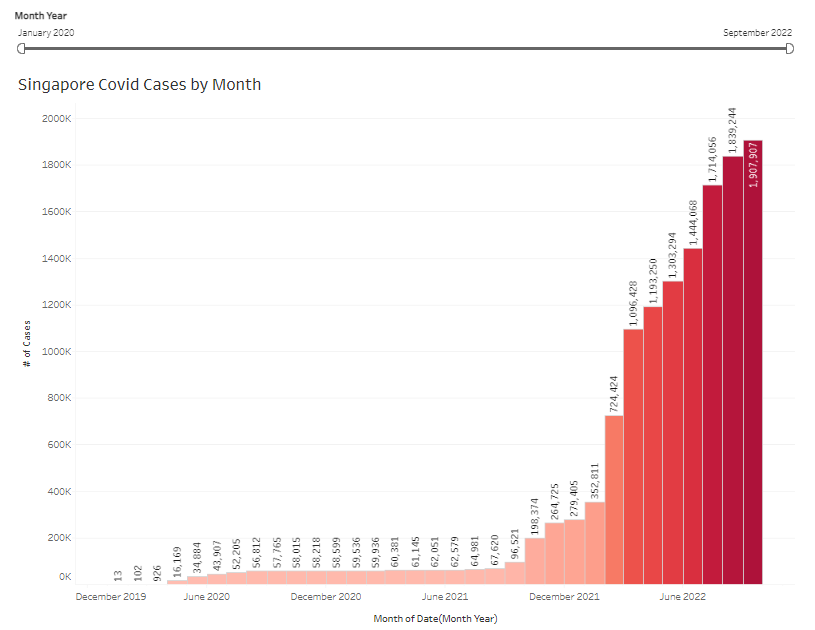 Month Year
January 2020 September 2022
Singapore Covid Cases by Month
# of Cases
2000K
1800K
1600K
1400K
1200K
1000K
800K
600K
400K
200K
0K
13
102
926
16,169
34,884
43,907
52,205
56,812
57,765
58,015
58,218
58,599
59,536
59,936
60,381
61,145
62,051
62,579
64,981
67,620
96,521
198,374
264,725
279,405
352,811
724,424
1,096,428
1,193,250
1,303,294
1,444,068
1,714,056
1,839,244
1,907,907
December 2019 June 2020 December 2020 June 2021 December 2021 June 2022
Month of Date(Month Year)